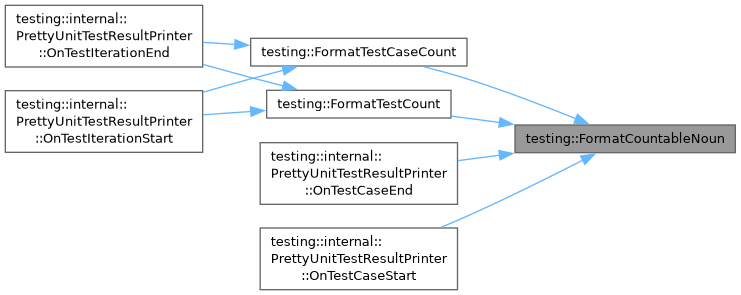 testing::internal::
PrettyUnitTestResultPrinter
::OnTestIterationEnd
testing::FormatTestCaseCount
testing::internal::
PrettyUnitTestResultPrinter
::OnTestIterationStart
testing::FormatTestCount
testing::FormatCountableNoun
testing::internal::
PrettyUnitTestResultPrinter
::OnTestCaseEnd
testing::internal::
PrettyUnitTestResultPrinter
::OnTestCaseStart